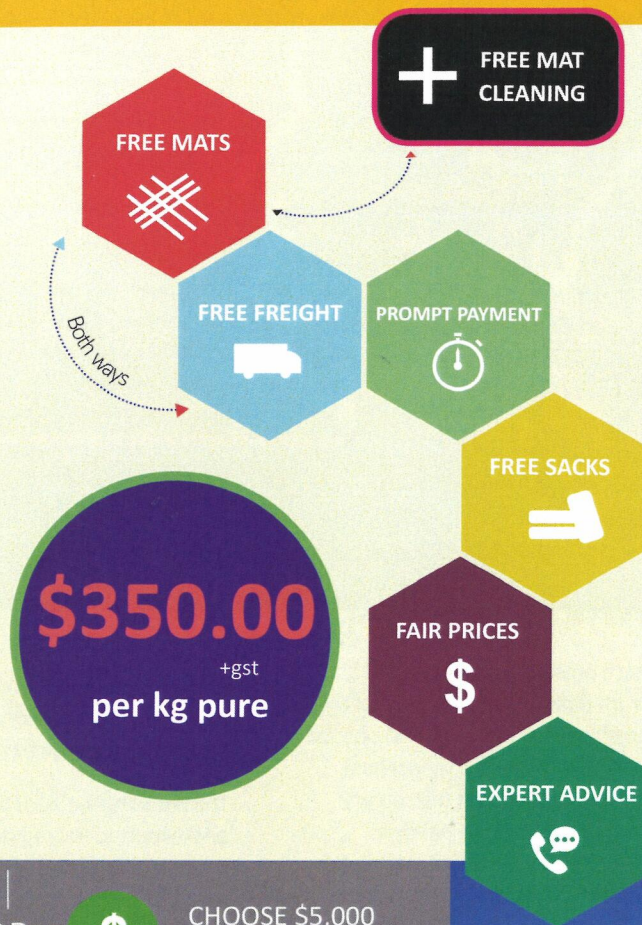 FREE MAT
CLEANING
FREE MATS
FREE FREIGHT
PROMPT PAYMENT
Both ways
FREE SACKS
$350.00
+gst
per kg pure
FAIR PRICES
$
EXPERT ADVICE
$
CHOOSE $5,000